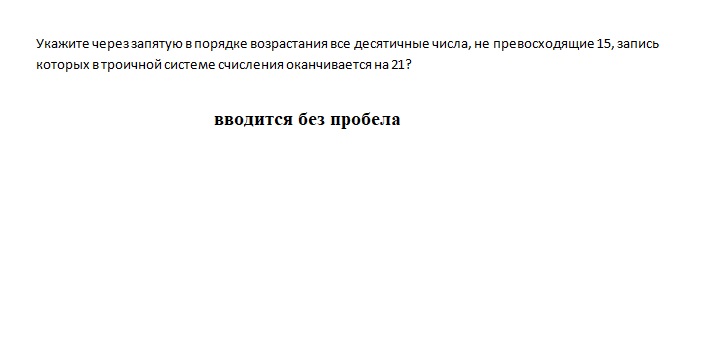 Укажите через запятую в порядке возрастания все десятичные числа, не превосходящие 15, запись
которых в троичной системе счисления оканчивается на 21?
вводится без пробела